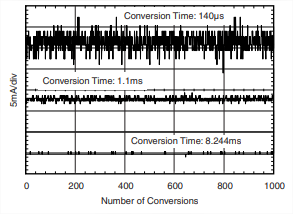 Conversion Time: 140µs
Conversion Time: 1.1ms
Conversion Time: 8.244ms
5mA/div
0 200 400 600 800 1000
Number of Conversions